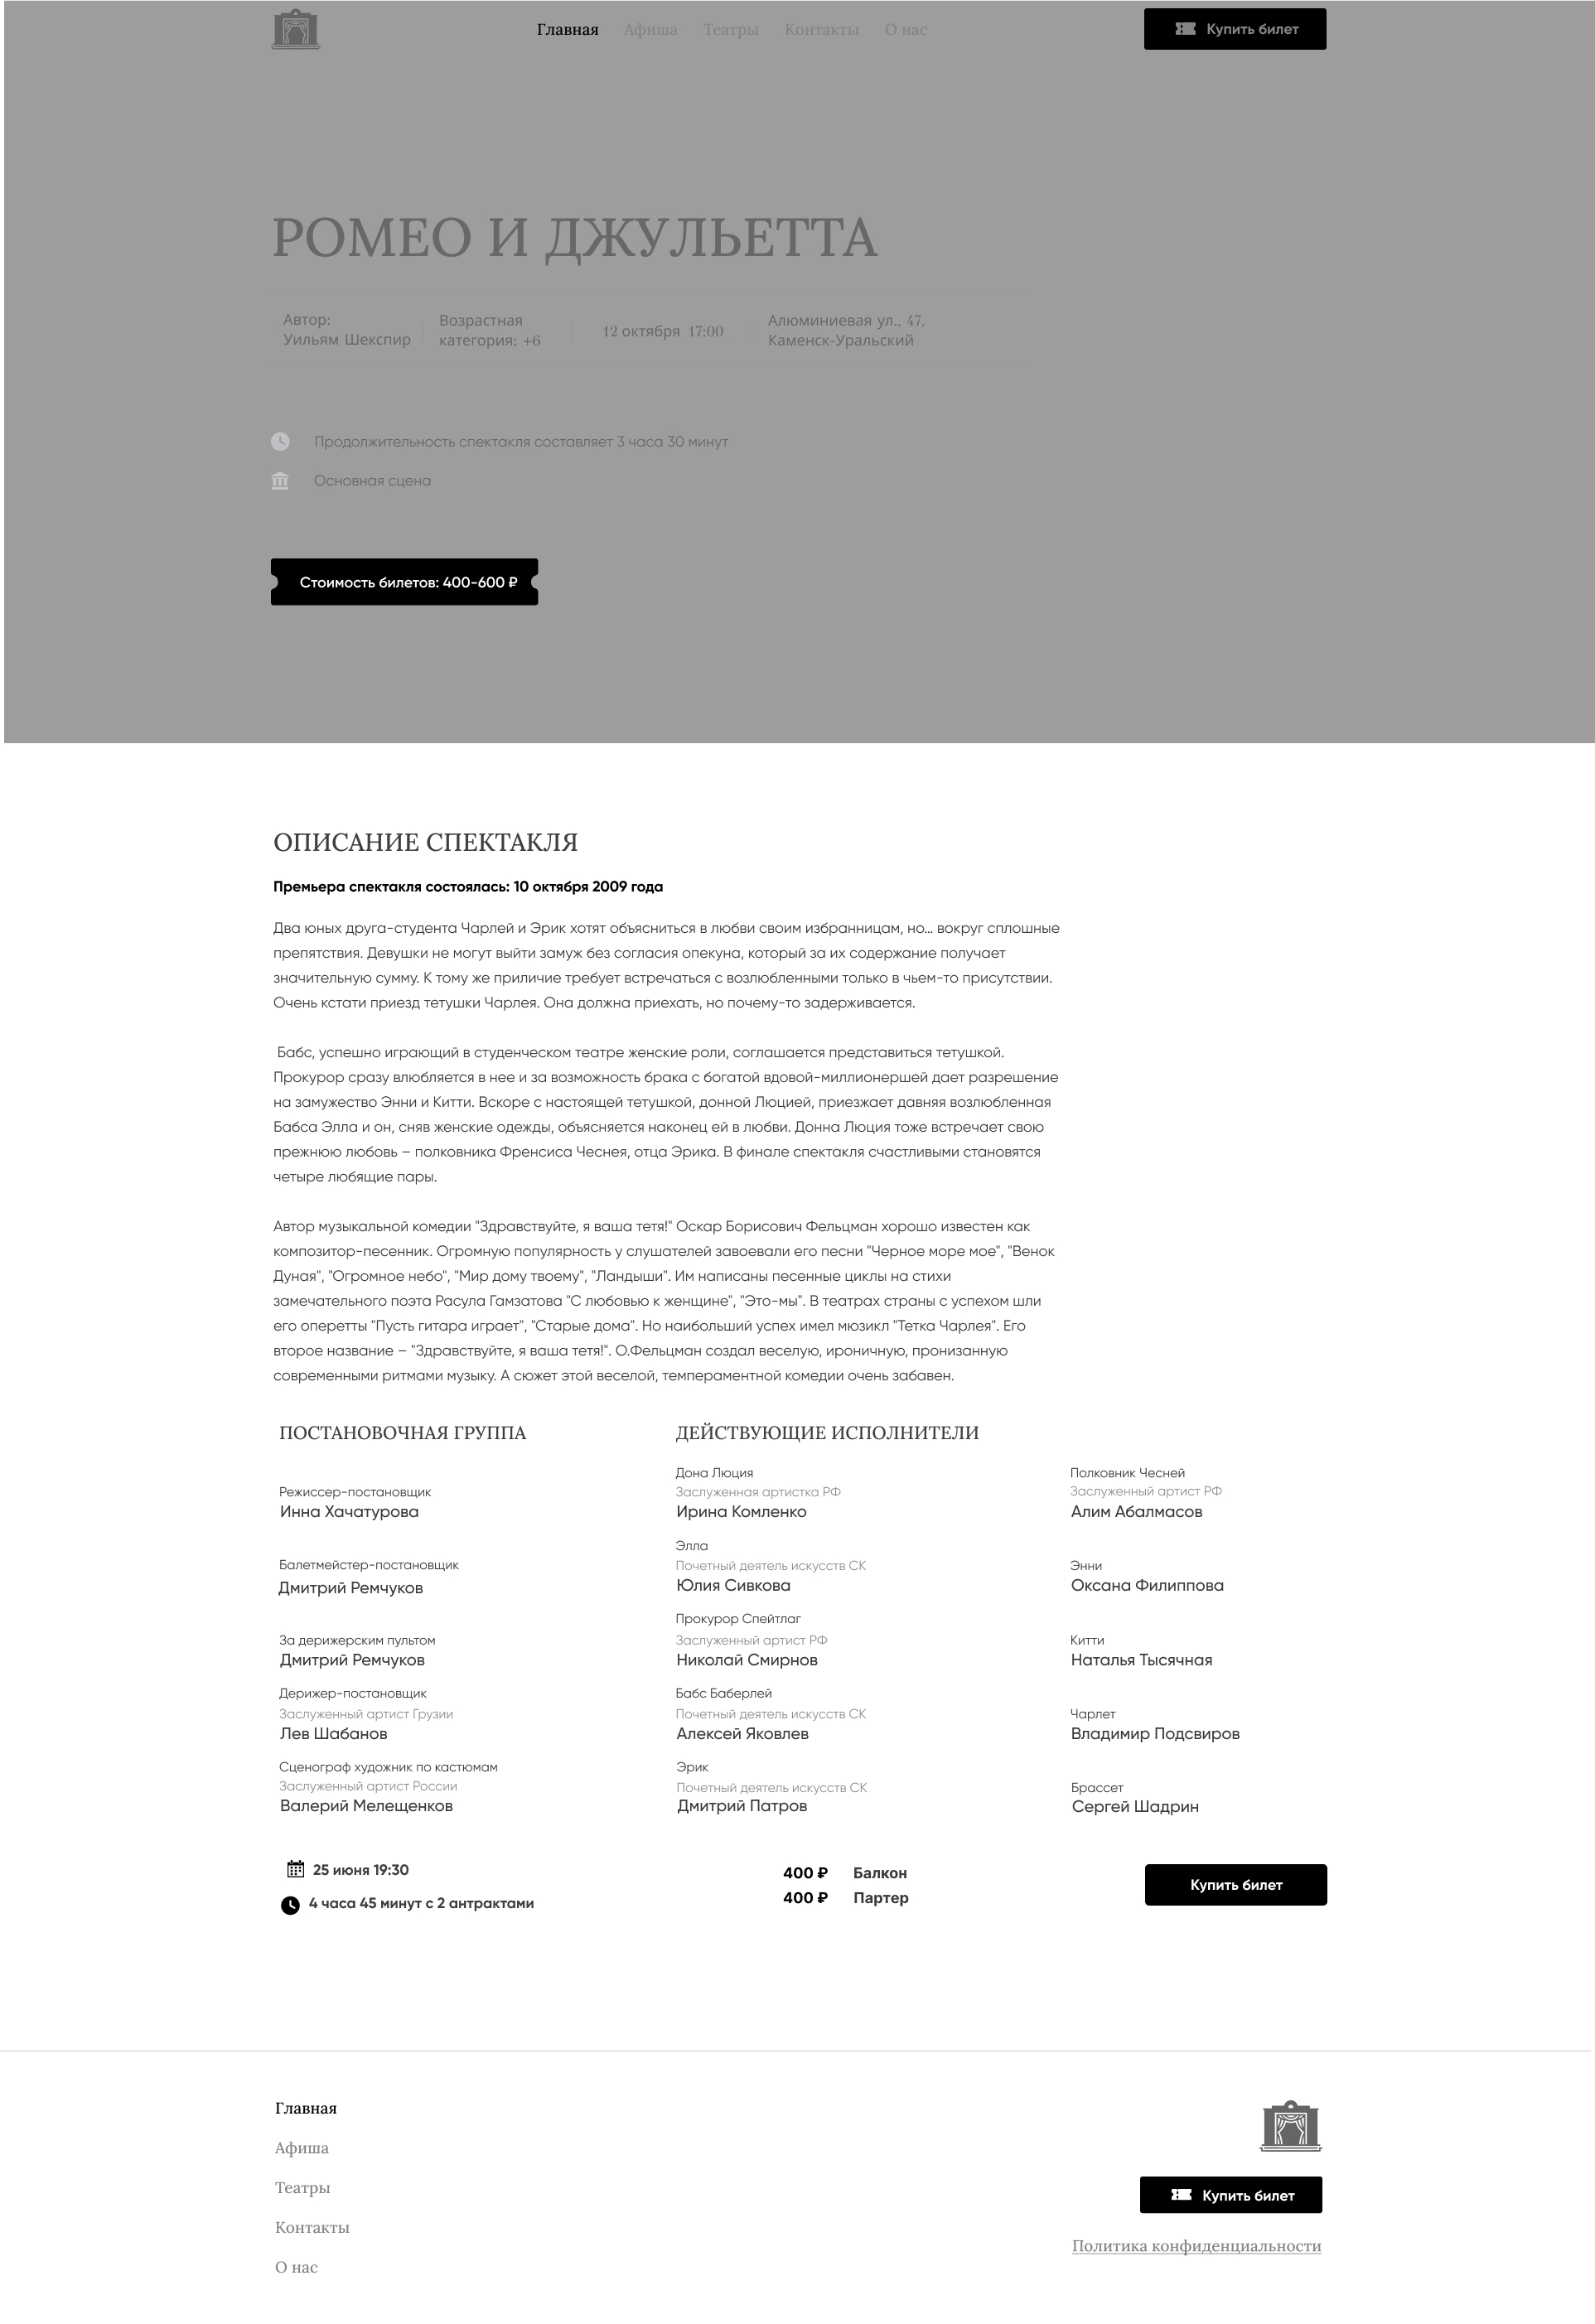 Главная Афиша Театры Контакты О нас Купить билет
РОМЕО И ДЖУЛЬЕТТА
Автор:
Уильям Шекспир
Возрастная
категория: +6
12 октября 17:00
Алюминиевая ул., 47,
Каменск-Уральский
Продолжительность спектакля составляет 3 часа 30 минут
Основная сцена
Стоимость билетов: 400-600 ₽
ОПИСАНИЕ СПЕКТАКЛЯ
Премьера спектакля состоялась: 10 октября 2009 года
Два юных друга-студента Чарлей и Эрик хотят объясниться в любви своим избранницам, но… вокруг сплошные
препятствия. Девушки не могут выйти замуж без согласия опекуна, который за их содержание получает
значительную сумму. К тому же приличие требует встречаться с возлюбленными только в чьем-то присутствии.
Очень кстати приезд тетушки Чарлея. Она должна приехать, но почему-то задерживается.
Бабс, успешно играющий в студенческом театре женские роли, соглашается представиться тетушкой.
Прокурор сразу влюбляется в нее и за возможность брака с богатой вдовой-миллионершей дает разрешение
на замужество Энни и Китти. Вскоре с настоящей тетушкой, донной Люцией, приезжает давняя возлюбленная
Бабса Элла и он, сняв женские одежды, объясняется наконец ей в любви. Донна Люция тоже встречает свою
прежнюю любовь – полковника Френсиса Чеснея, отца Эрика. В финале спектакля счастливыми становятся
четыре любящие пары.
Автор музыкальной комедии "Здравствуйте, я ваша тетя!" Оскар Борисович Фельцман хорошо известен как
композитор-песенник. Огромную популярность у слушателей завоевали его песни "Черное море мое", "Венок
Дуная", "Огромное небо", "Мир дому твоему", "Ландыши". Им написаны песенные циклы на стихи
замечательного поэта Расула Гамзатова "С любовью к женщине", "Это-мы". В театрах страны с успехом шли
его оперетты "Пусть гитара играет", "Старые дома". Но наибольший успех имел мюзикл "Тетка Чарлея". Его
второе название – "Здравствуйте, я ваша тетя!". О.Фельцман создал веселую, ироничную, пронизанную
современными ритмами музыку. А сюжет этой веселой, темпераментной комедии очень забавен.
ПОСТАНОВОЧНАЯ ГРУППА
Режиссер-постановщик
Инна Хачатурова
Балетмейстер-постановщик
Дмитрий Ремчуков
За дерижерским пультом
Дмитрий Ремчуков
Дерижер-постановщик
Заслуженный артист Грузии
Лев Шабанов
Сценограф художник по кастюмам
Заслуженный артист России
Валерий Мелещенков
ДЕЙСТВУЮЩИЕ ИСПОЛНИТЕЛИ
Дона Люция
Заслуженная артистка РФ
Ирина Комленко
Элла
Почетный деятель искусств СК
Юлия Сивкова
Прокурор Спейтлаг
Заслуженный артист РФ
Николай Смирнов
Бабс Баберлей
Почетный деятель искусств СК
Алексей Яковлев
Эрик
Почетный деятель искусств СК
Дмитрий Патров
Полковник Чесней
Заслуженный артист РФ
Алим Абалмасов
Энни
Оксана Филиппова
Китти
Наталья Тысячная
Чарлет
Владимир Подсвиров
Брассет
Сергей Шадрин
25 июня 19:30
4 часа 45 минут с 2 антрактами
400 ₽ Балкон
400 ₽ Партер
Купить билет
Главная
Афиша
Театры
Контакты
О нас
Купить билет
Политика конфиденциальности